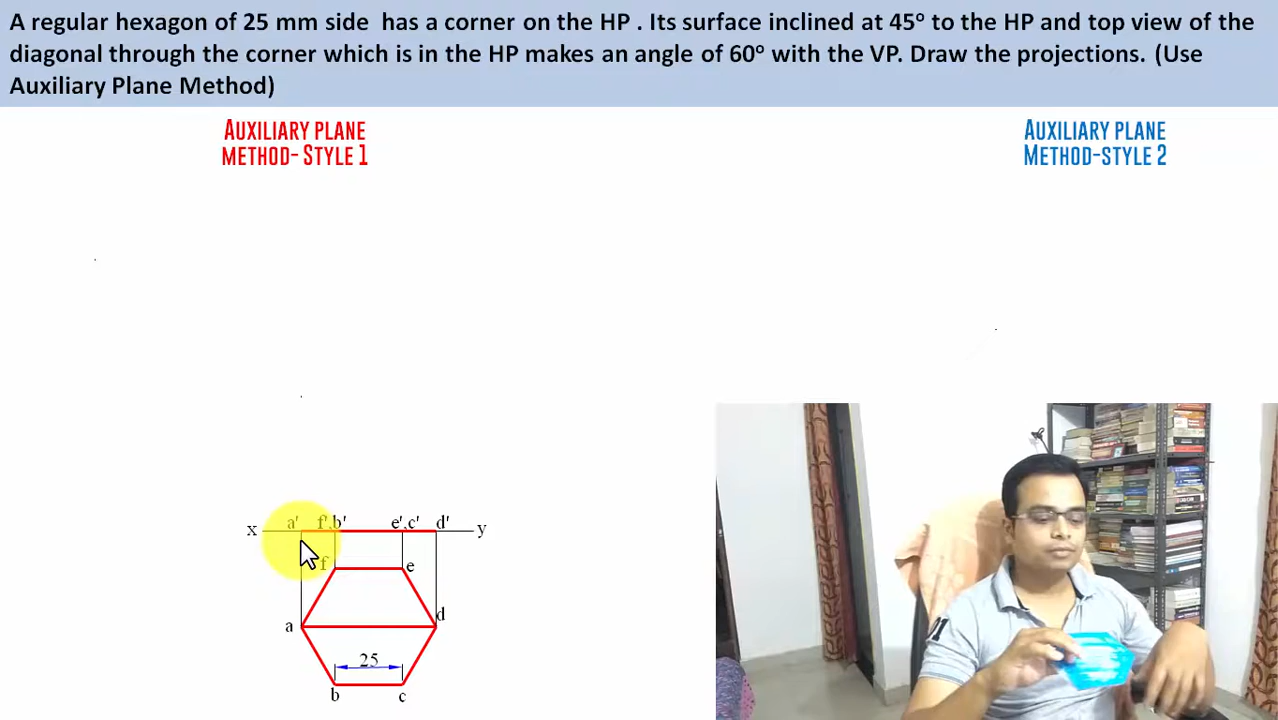 A regular hexagon of 25 mm side has a corner on the HP . Its surface inclined at 45º to the HP and top view of the
diagonal through the corner which is in the HP makes an angle of 60º with the VP. Draw the projections. (Use
Auxiliary Plane Method)
AUXILIARY PLANE
METHOD- STYLE 1
AUXILIARY PLANE
METHOD-STYLE 2
x a' f',b' e',c' d' y
f e
a d
25
b c